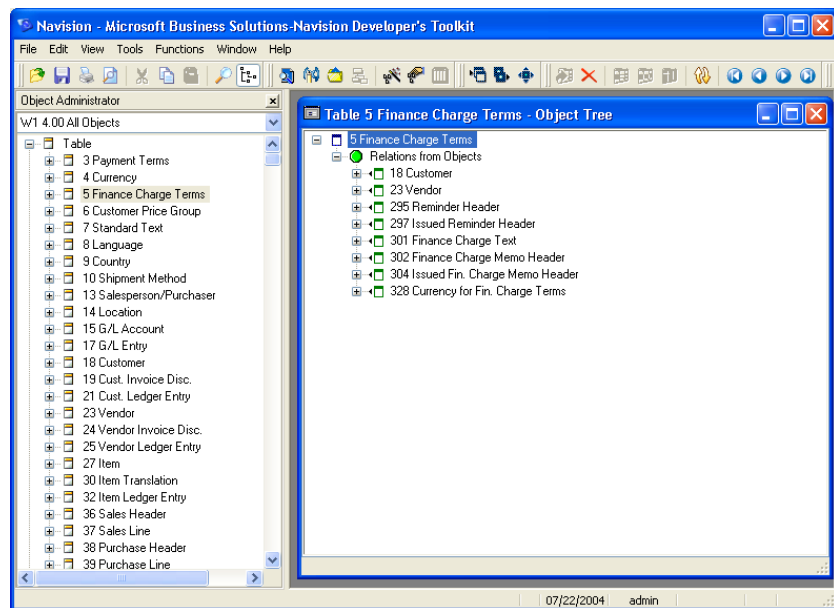 Navision - Microsoft Business Solutions-Navision Developer's Toolkit
File Edit View Tools Functions Window Help
Object Administrator
W1 4.00 All Objects
Table
3 Payment Terms
4 Currency
5 Finance Charge Terms
6 Customer Price Group
7 Standard Text
8 Language
9 Country
10 Shipment Method
13 Salesperson/Purchaser
14 Location
15 G/L Account
17 G/L Entry
18 Customer
19 Cust. Invoice Disc.
21 Cust. Ledger Entry
23 Vendor
24 Vendor Invoice Disc.
25 Vendor Ledger Entry
27 Item
30 Item Translation
32 Item Ledger Entry
36 Sales Header
37 Sales Line
38 Purchase Header
39 Purchase Line
Table 5 Finance Charge Terms - Object Tree
5 Finance Charge Terms
Relations from Objects
18 Customer
23 Vendor
295 Reminder Header
297 Issued Reminder Header
301 Finance Charge Text
302 Finance Charge Memo Header
304 Issued Fin. Charge Memo Header
328 Currency for Fin. Charge Terms
07/22/2004 admin